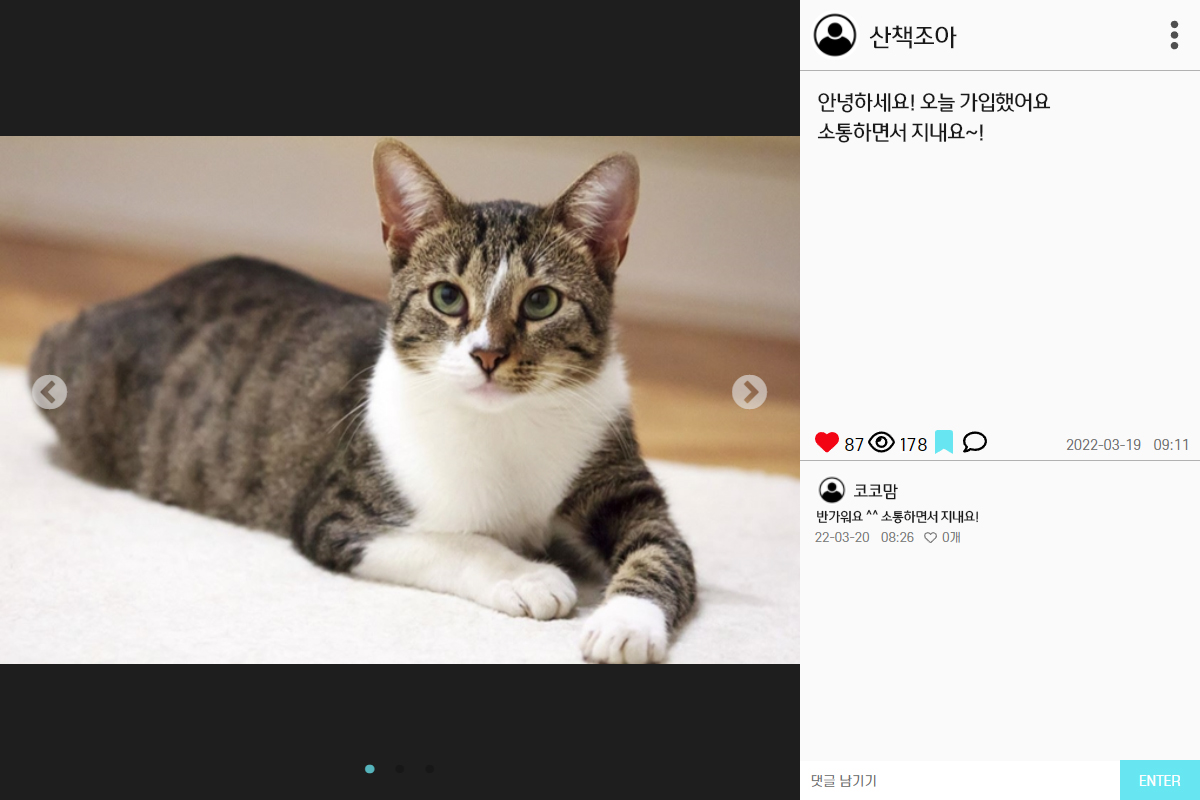 산책조아
안녕하세요! 오늘 가입했어요
소통하면서 지내요~!
87 178 2022-03-19 09:11
코코맘
반가워요 ^^ 소통하면서 지내요!
22-03-20 08:26 0개
댓글 남기기 ENTER